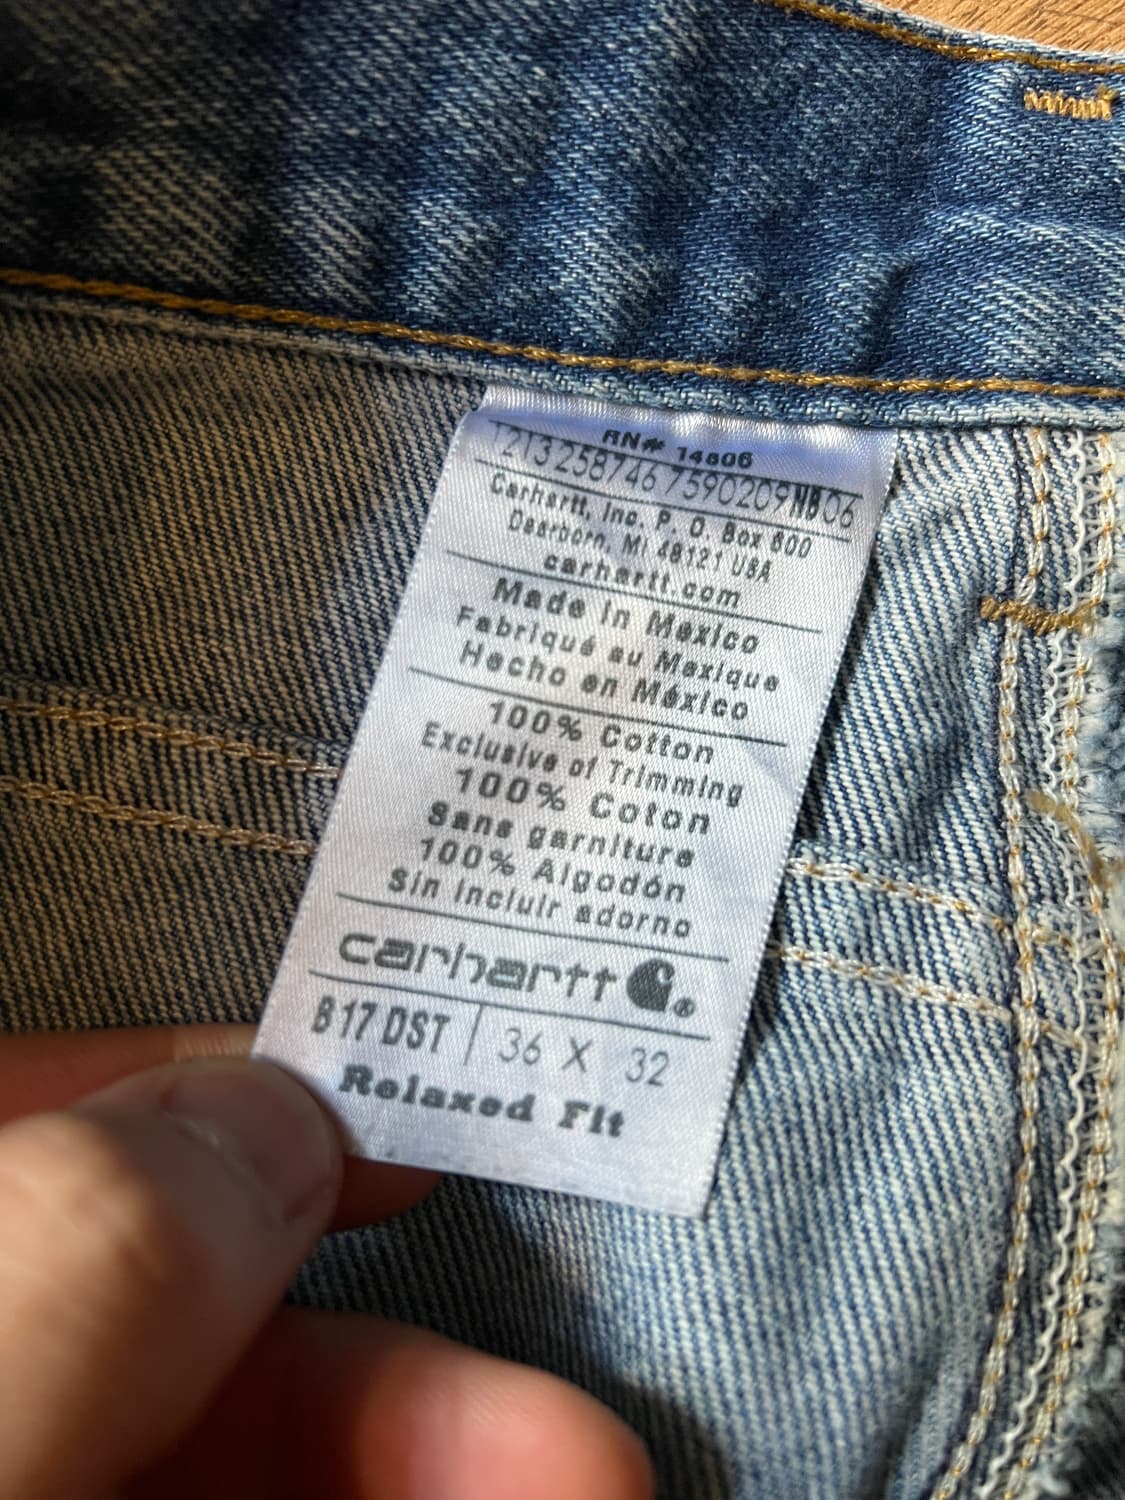 RN# 14806
1213258746 7590209NB06
Carhartt, Inc. P. O. Box 600
Dearborn, MI 48121 USA
carhartt.com
Made in Mexico
Fabriqué au Mexique
Hecho en México
100% Cotton
Exclusive of Trimming
100% Coton
Sans garniture
100% Algodón
Sin incluir adorno
carhartt ®
B17 DST | 36 X 32
Relaxed Fit